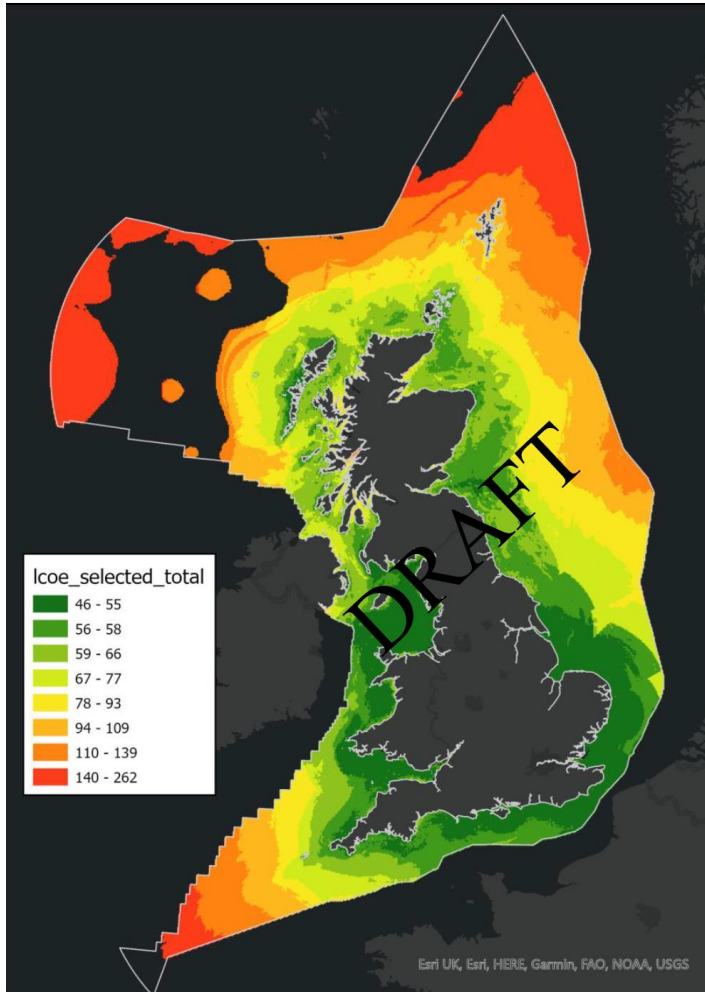 DRAFT
lcoe_selected_total
46 - 55
56 - 58
59 - 66
67 - 77
78 - 93
94 - 109
110 - 139
140 - 262
Esri UK, Esri, HERE, Garmin, FAO, NOAA, USGS